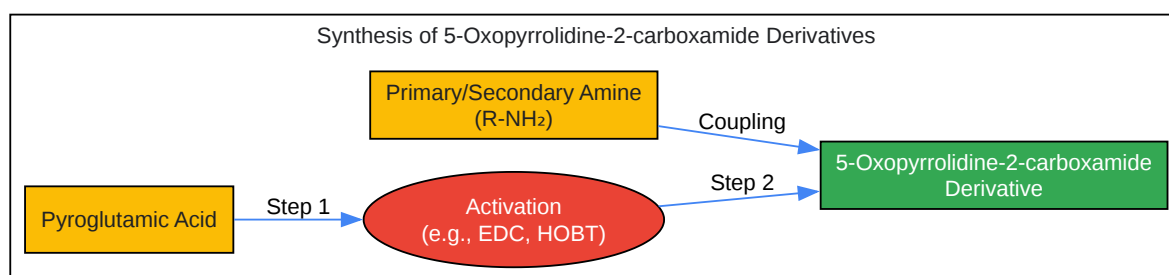 Synthesis of 5-Oxopyrrolidine-2-carboxamide Derivatives
Primary/Secondary Amine
(R-NH₂)
Coupling
5-Oxopyrrolidine-2-carboxamide
Derivative
Pyroglutamic Acid
Step 1
Activation
(e.g., EDC, HOBT)
Step 2